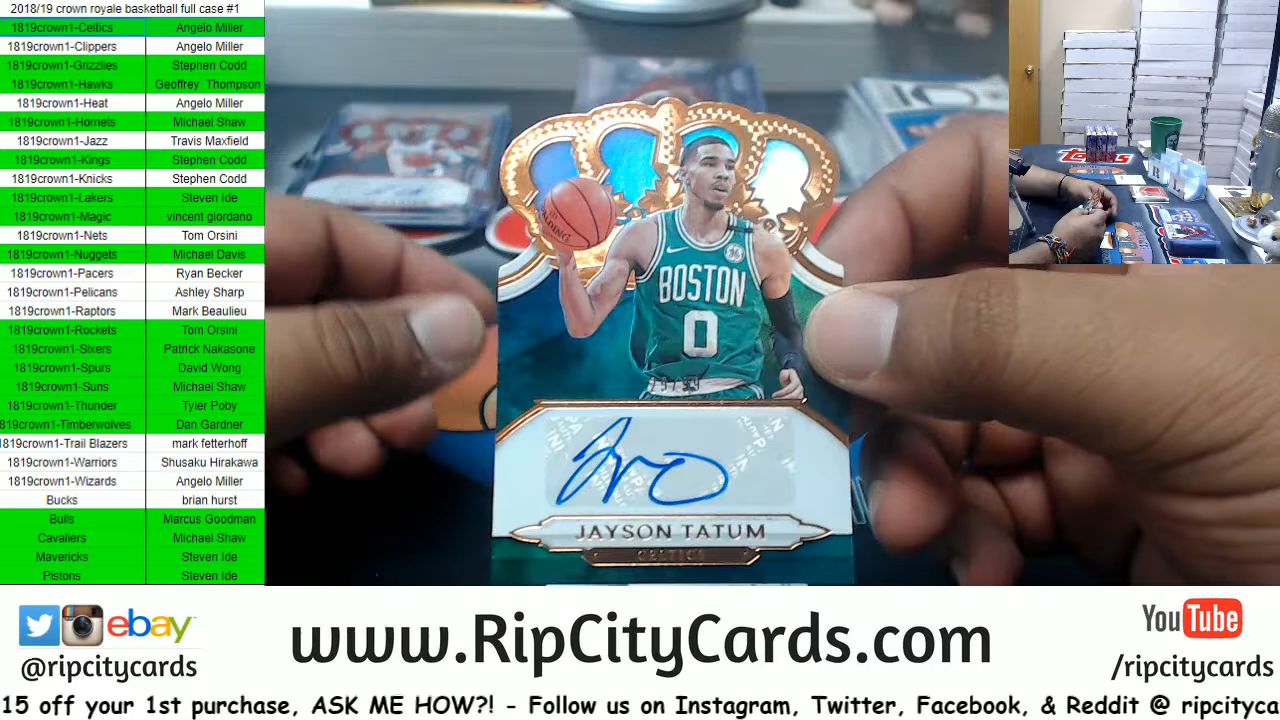 2018/19 crown royale basketball full case #1
1819crown1-Celtics Angelo Miller
1819crown1-Clippers Angelo Miller
1819crown1-Grizzlies Stephen Codd
1819crown1-Hawks Geoffrey Thompson
1819crown1-Heat Angelo Miller
1819crown1-Hornets Michael Shaw
1819crown1-Jazz Travis Maxfield
1819crown1-Kings Stephen Codd
1819crown1-Knicks Stephen Codd
1819crown1-Lakers Steven Ide
1819crown1-Magic vincent giordano
1819crown1-Nets Tom Orsini
1819crown1-Nuggets Michael Davis
1819crown1-Pacers Ryan Becker
1819crown1-Pelicans Ashley Sharp
1819crown1-Raptors Mark Beaulieu
1819crown1-Rockets Tom Orsini
1819crown1-Sixers Patrick Nakasone
1819crown1-Spurs David Wong
1819crown1-Suns Michael Shaw
1819crown1-Thunder Tyler Poby
819crown1-Timberwolves Dan Gardner
1819crown1-Trail Blazers mark fetterhoff
1819crown1-Warriors Shusaku Hirakawa
1819crown1-Wizards Angelo Miller
Bucks brian hurst
Bulls Marcus Goodman
Cavaliers Michael Shaw
Mavericks Steven Ide
Pistons Steven Ide
SPALDING
BOSTON
0
JAYSON TATUM
CELTICS
Topps
ebay
@ripcitycards
www.RipCityCards.com
YouTube
/ripcitycards
15 off your 1st purchase, ASK ME HOW?! - Follow us on Instagram, Twitter, Facebook, & Reddit @ ripcityca